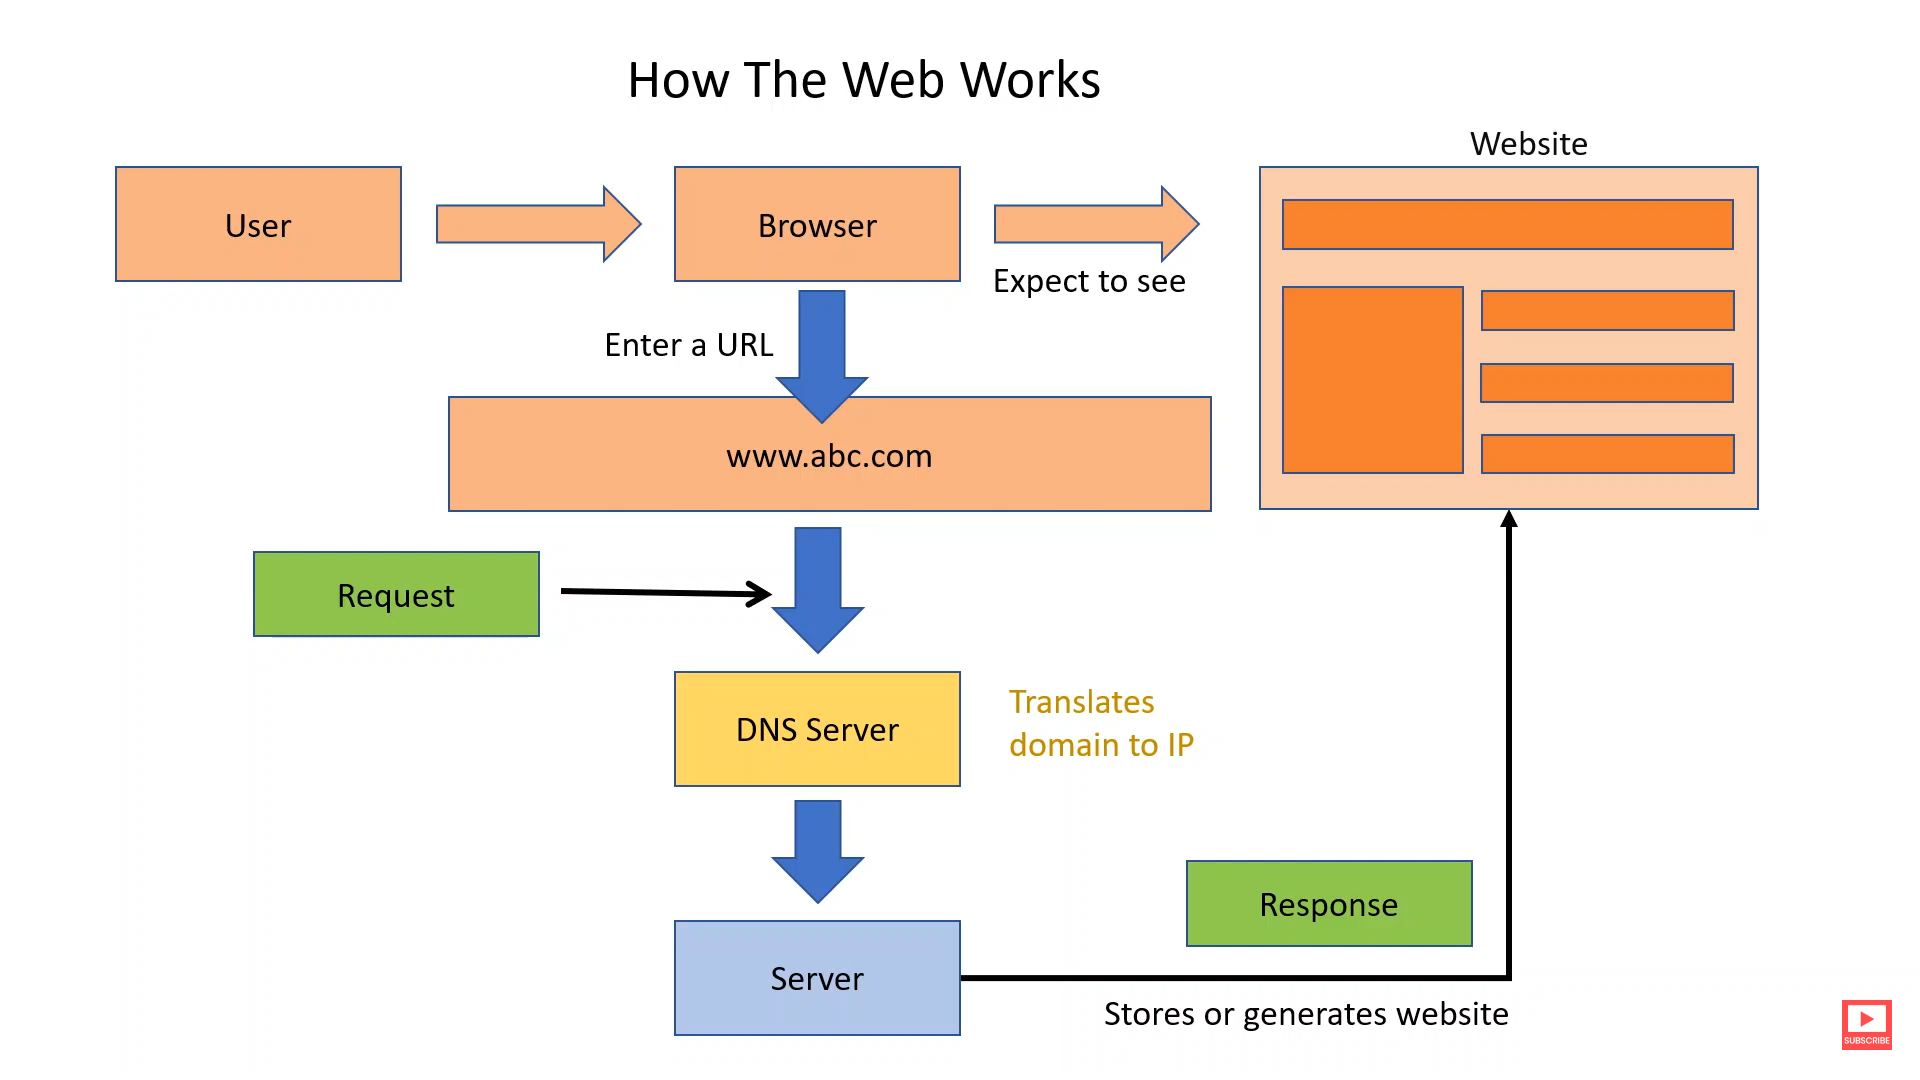 How The Web Works
Website
User
Browser
Expect to see
Enter a URL
www.abc.com
Request
DNS Server
Translates
domain to IP
Response
Server
Stores or generates website
SUBSCRIBE